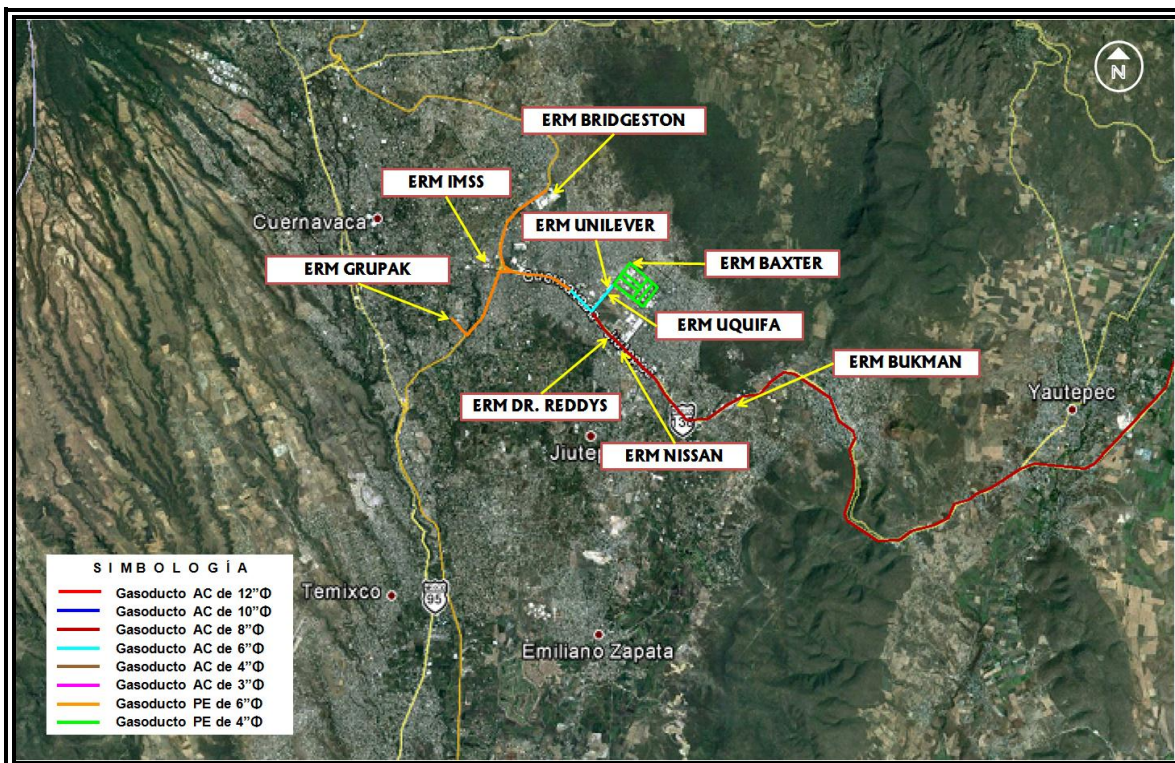 N
ERM BRIDGESTON
ERM IMSS
Cuernavaca
ERM UNILEVER
ERM GRUPAK
ERM BAXTER
ERM UQUIFA
ERM BUKMAN
ERM DR. REDDYS
Yautepec
ERM NISSAN
SIMBOLOGÍA
Gasoducto AC de 12”Φ
Gasoducto AC de 10”Φ
Gasoducto AC de 8”Φ
Gasoducto AC de 6”Φ
Gasoducto AC de 4”Φ
Gasoducto AC de 3”Φ
Gasoducto PE de 6”Φ
Gasoducto PE de 4”Φ
Temixco
95
Emiliano Zapata